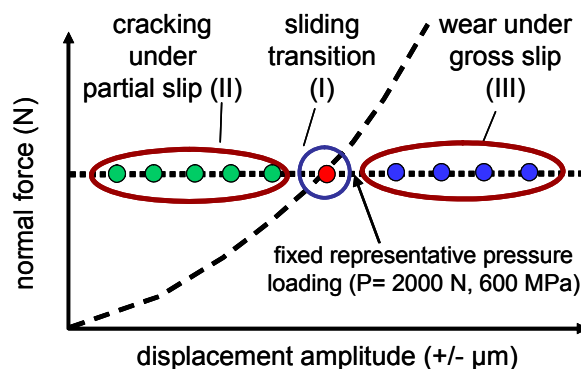 cracking
under
partial slip (II)
sliding
transition
(I)
wear under
gross slip
(III)
normal force (N)
fixed representative pressure
loading (P= 2000 N, 600 MPa)
displacement amplitude (+/- µm)